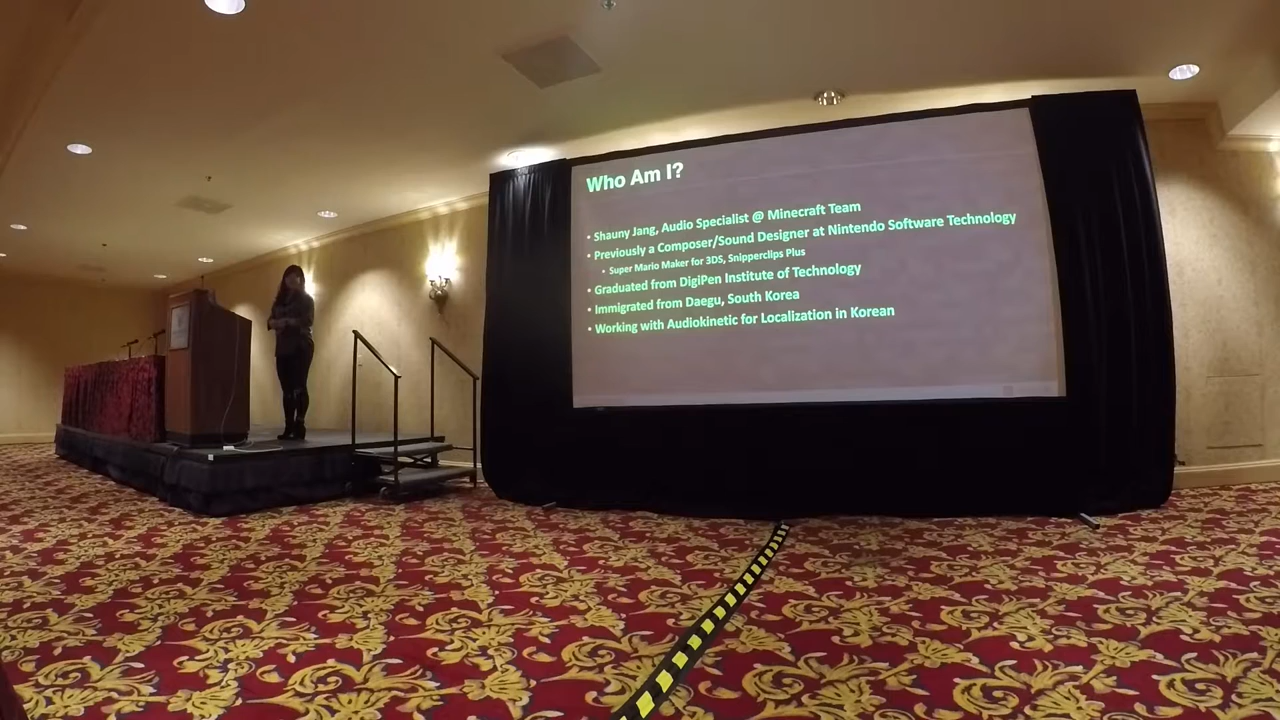 Who Am I?
• Shauny Jang, Audio Specialist @ Minecraft Team
• Previously a Composer/Sound Designer at Nintendo Software Technology
• Super Mario Maker for 3DS, Snipperclips Plus
• Graduated from DigiPen Institute of Technology
• Immigrated from Daegu, South Korea
• Working with Audiokinetic for Localization in Korean